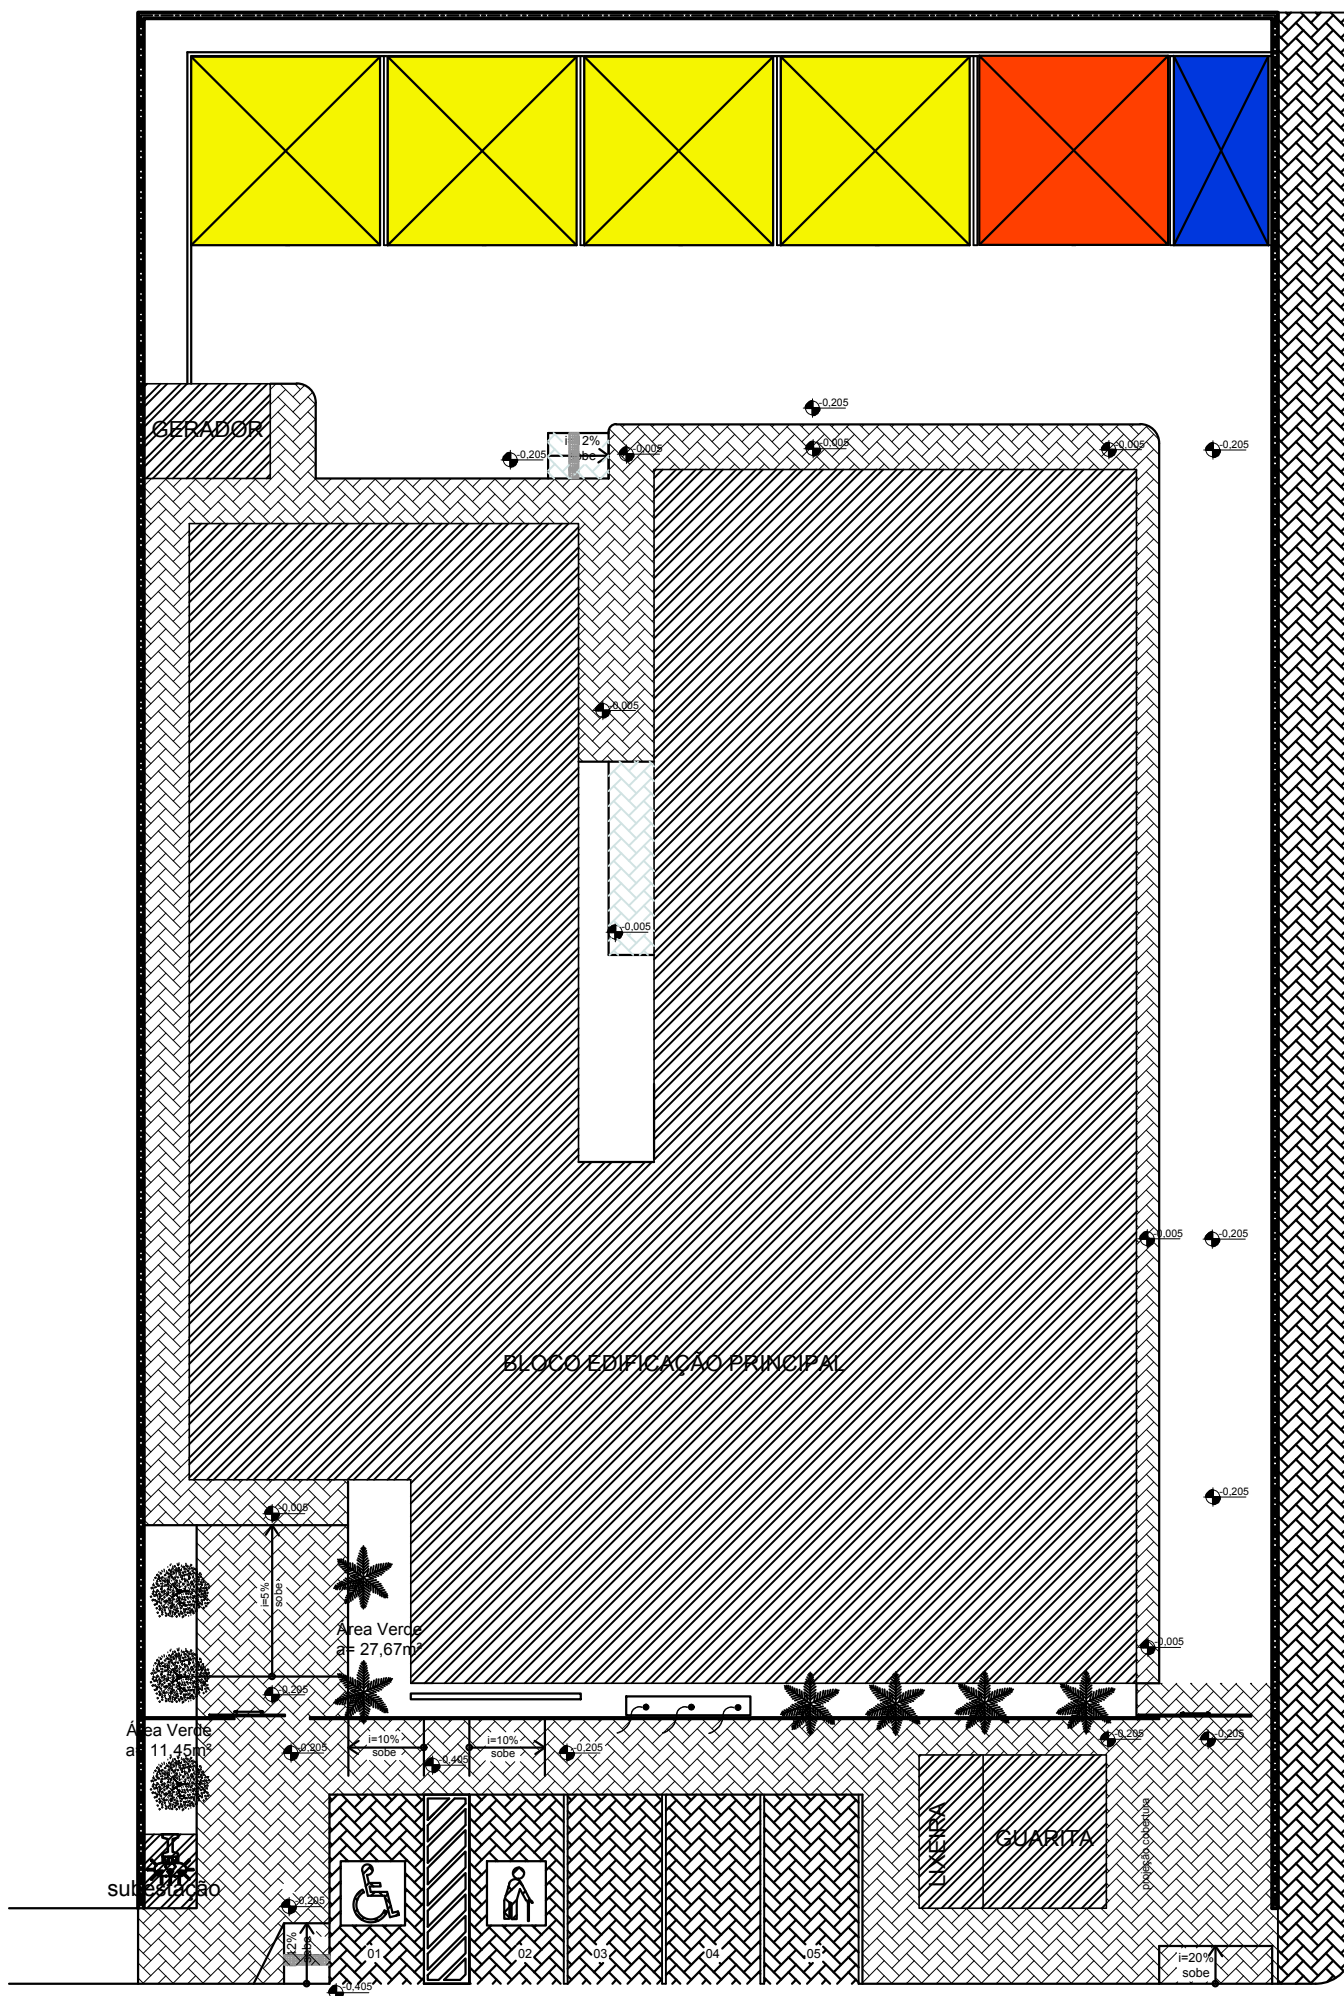 GERADOR
-0,205
i=12%
sobe
-0,205
-0,005
-0,005
-0,005
-0,205
-0,005
-0,005
-0,005
-0,205
BLOCO EDIFICAÇÃO PRINCIPAL
-0,205
-0,005
i=5%
sobe
Área Verde
a= 27,67m²
-0,005
-0,205
Área Verde
a= 11,45m²
-0,205
i=10%
sobe
-0,405
i=10%
sobe
-0,205
-0,205
-0,205
LIXEIRA
GUARITA
projeção cobertura
subestação
-0,205
sobe
01
02
03
04
05
i=20%
sobe
-0,405